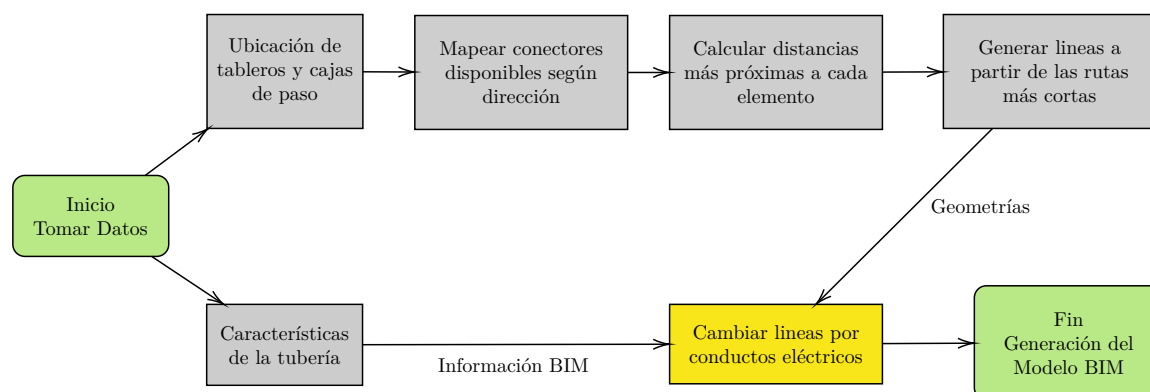 Ubicación de
tableros y cajas
de paso
Mapear conectores
disponibles según
dirección
Calcular distancias
más próximas a cada
elemento
Generar lineas a
partir de las rutas
más cortas
Inicio
Tomar Datos
Geometrías
Características
de la tubería
Información BIM
Cambiar lineas por
conductos eléctricos
Fin
Generación del
Modelo BIM